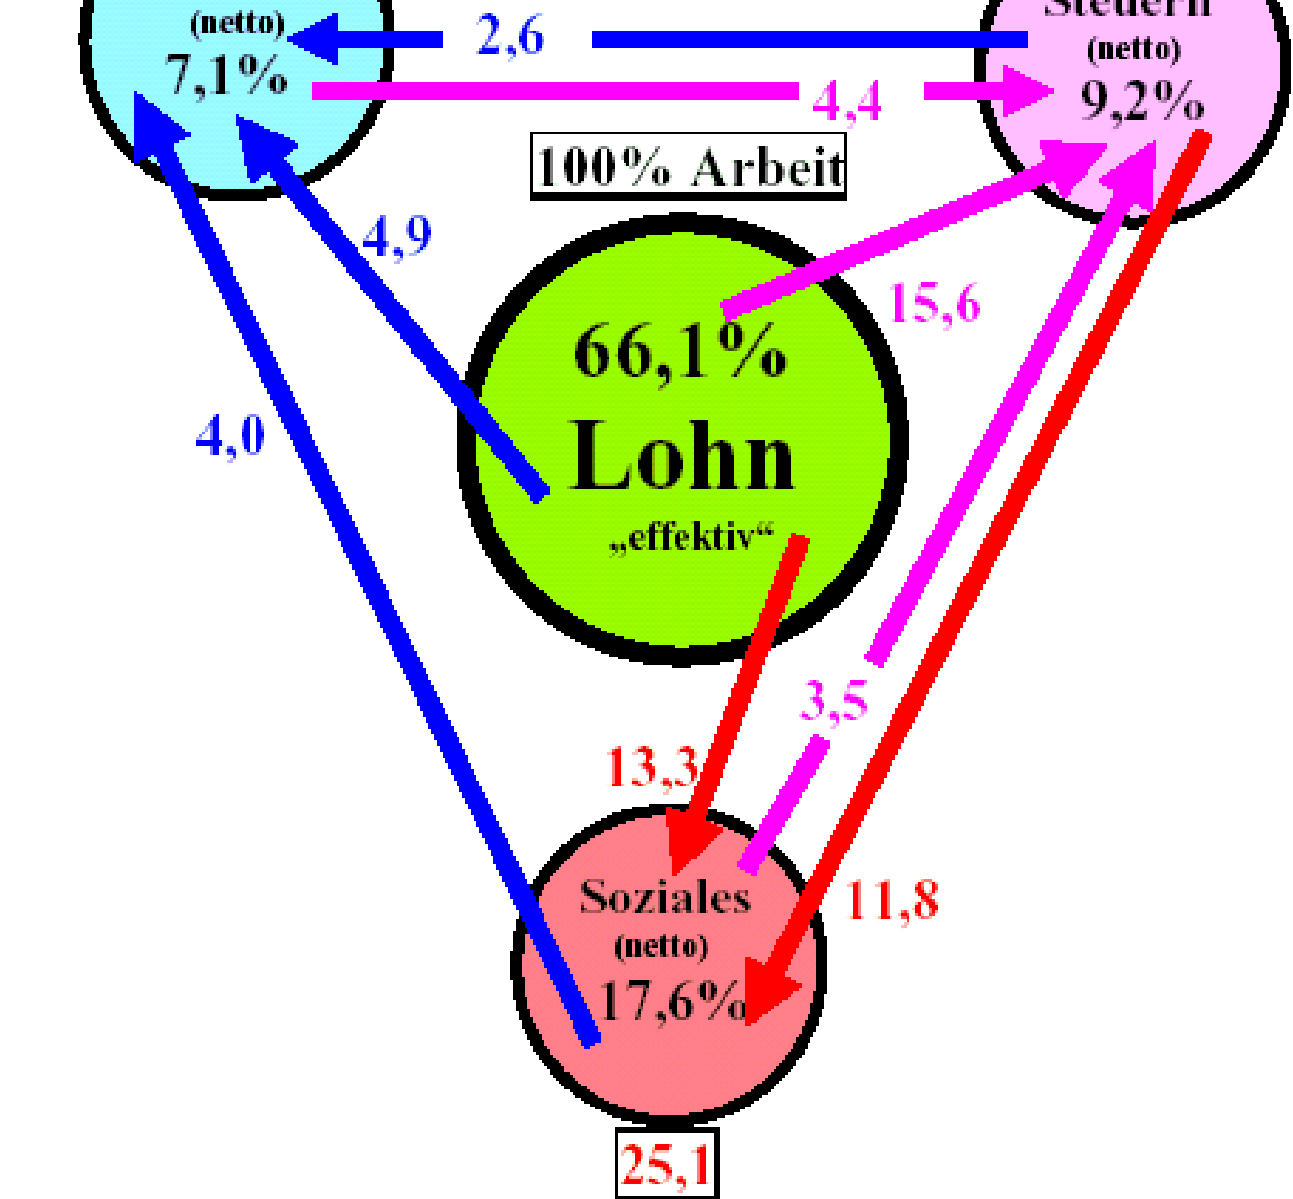 Steuern
(netto)
7,1%
2,6
(netto)
9,2%
4,4
100% Arbeit
4,9
15,6
66,1%
4,0
Lohn
„effektiv“
3,5
13,3
11,8
Soziales
(netto)
17,6%
25,1